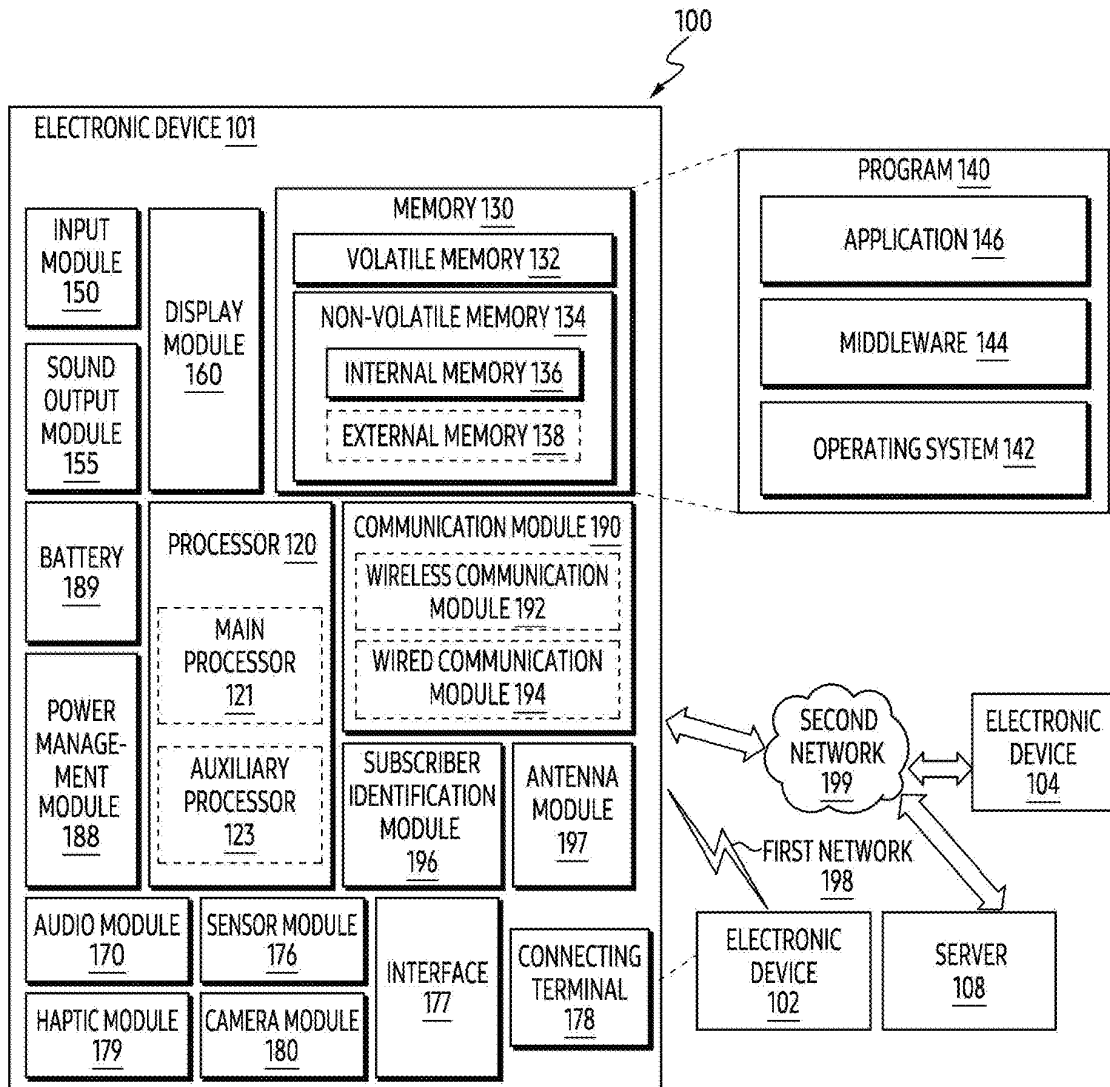 100
ELECTRONIC DEVICE 101
INPUT
MODULE
150
SOUND
OUTPUT
MODULE
155
DISPLAY
MODULE
160
MEMORY 130
VOLATILE MEMORY 132
NON-VOLATILE MEMORY 134
INTERNAL MEMORY 136
EXTERNAL MEMORY 138
PROGRAM 140
APPLICATION 146
MIDDLEWARE 144
OPERATING SYSTEM 142
BATTERY
189
POWER
MANAGE-
MENT
MODULE
188
PROCESSOR 120
MAIN
PROCESSOR
121
AUXILIARY
PROCESSOR
123
COMMUNICATION MODULE 190
WIRELESS COMMUNICATION
MODULE 192
WIRED COMMUNICATION
MODULE 194
SUBSCRIBER
IDENTIFICATION
MODULE
196
ANTENNA
MODULE
197
SECOND
NETWORK
199
ELECTRONIC
DEVICE
104
FIRST NETWORK
198
AUDIO MODULE
170
SENSOR MODULE
176
INTERFACE
177
CONNECTING
TERMINAL
178
ELECTRONIC
DEVICE
102
SERVER
108
HAPTIC MODULE
179
CAMERA MODULE
180